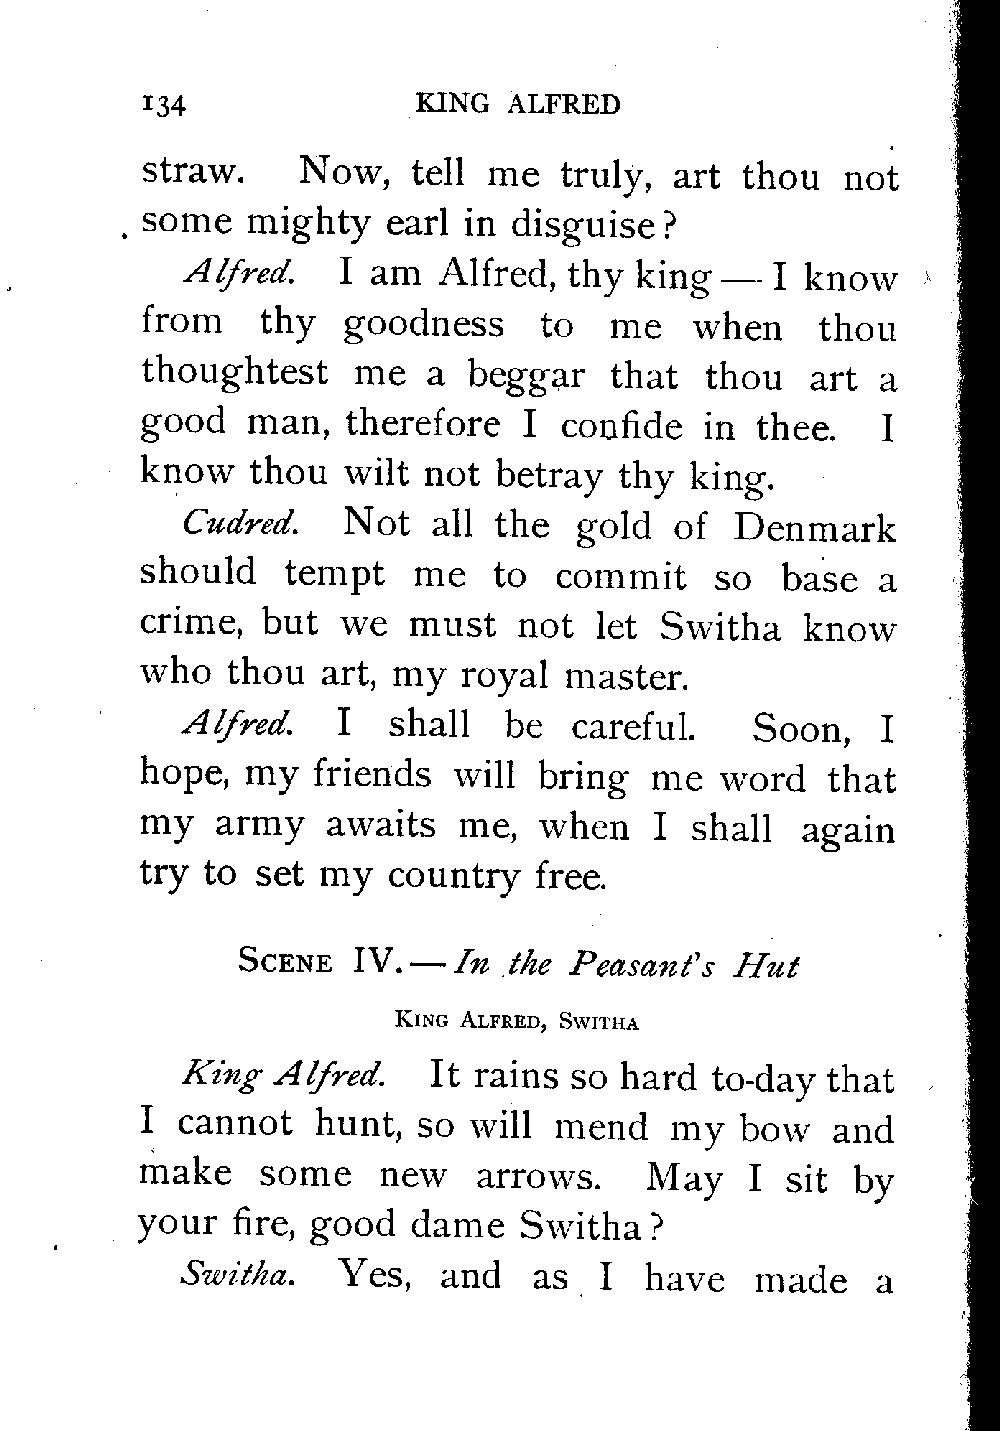 134 KING ALFRED
straw. Now, tell me truly, art thou not
some mighty earl in disguise?
Alfred. I am Alfred, thy king — I know
from thy goodness to me when thou
thoughtest me a beggar that thou art a
good man, therefore I confide in thee. I
know thou wilt not betray thy king.
Cudred. Not all the gold of Denmark
should tempt me to commit so base a
crime, but we must not let Switha know
who thou art, my royal master.
Alfred. I shall be careful. Soon, I
hope, my friends will bring me word that
my army awaits me, when I shall again
try to set my country free.
SCENE IV. — In the Peasant's Hut
KING ALFRED, SWITHA
King Alfred. It rains so hard to-day that
I cannot hunt, so will mend my bow and
make some new arrows. May I sit by
your fire, good dame Switha?
Switha. Yes, and as I have made a